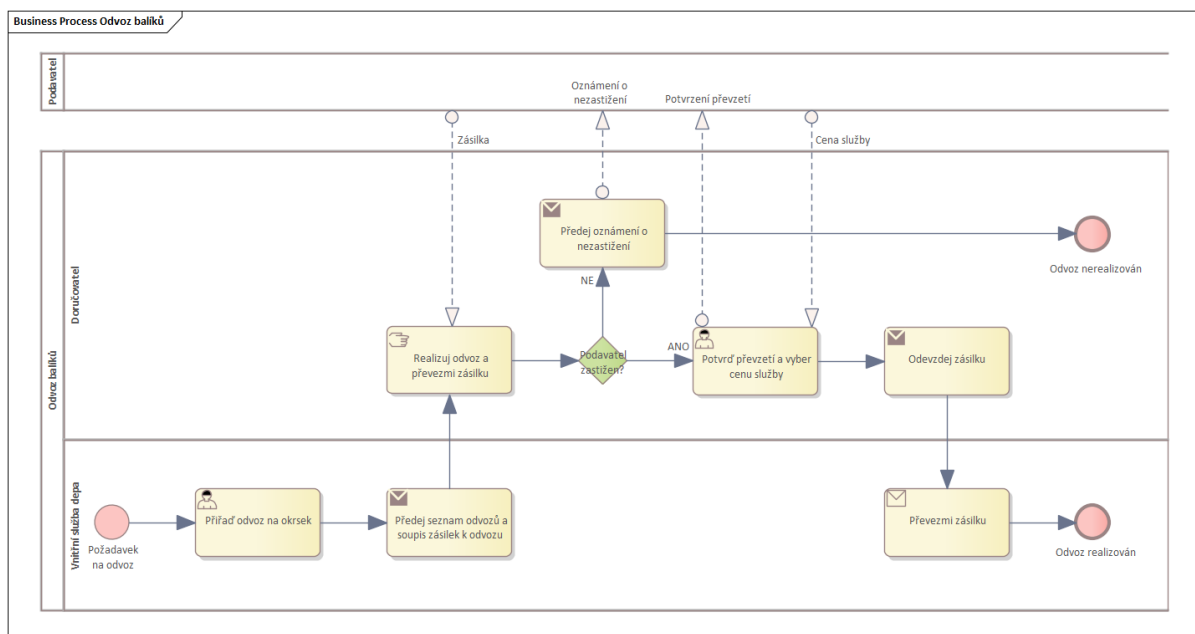 Business Process Odvoz balíků
Podavatel
Oznámení o
nezastižení
Potvrzení převzetí
Zásilka
Cena služby
Odvoz balíků
Doručovatel
Předej oznámení o
nezastižení
Odvoz nerealizován
NE
Realizuj odvoz a
převezmi zásilku
Podavatel
zastižen?
ANO
Potvrď převzetí a vyber
cenu služby
Odevzdej zásilku
Vnitřní služba depa
Požadavek
na odvoz
Přiřaď odvoz na okrsek
Předej seznam odvozů a
soupis zásilek k odvozu
Převezmi zásilku
Odvoz realizován